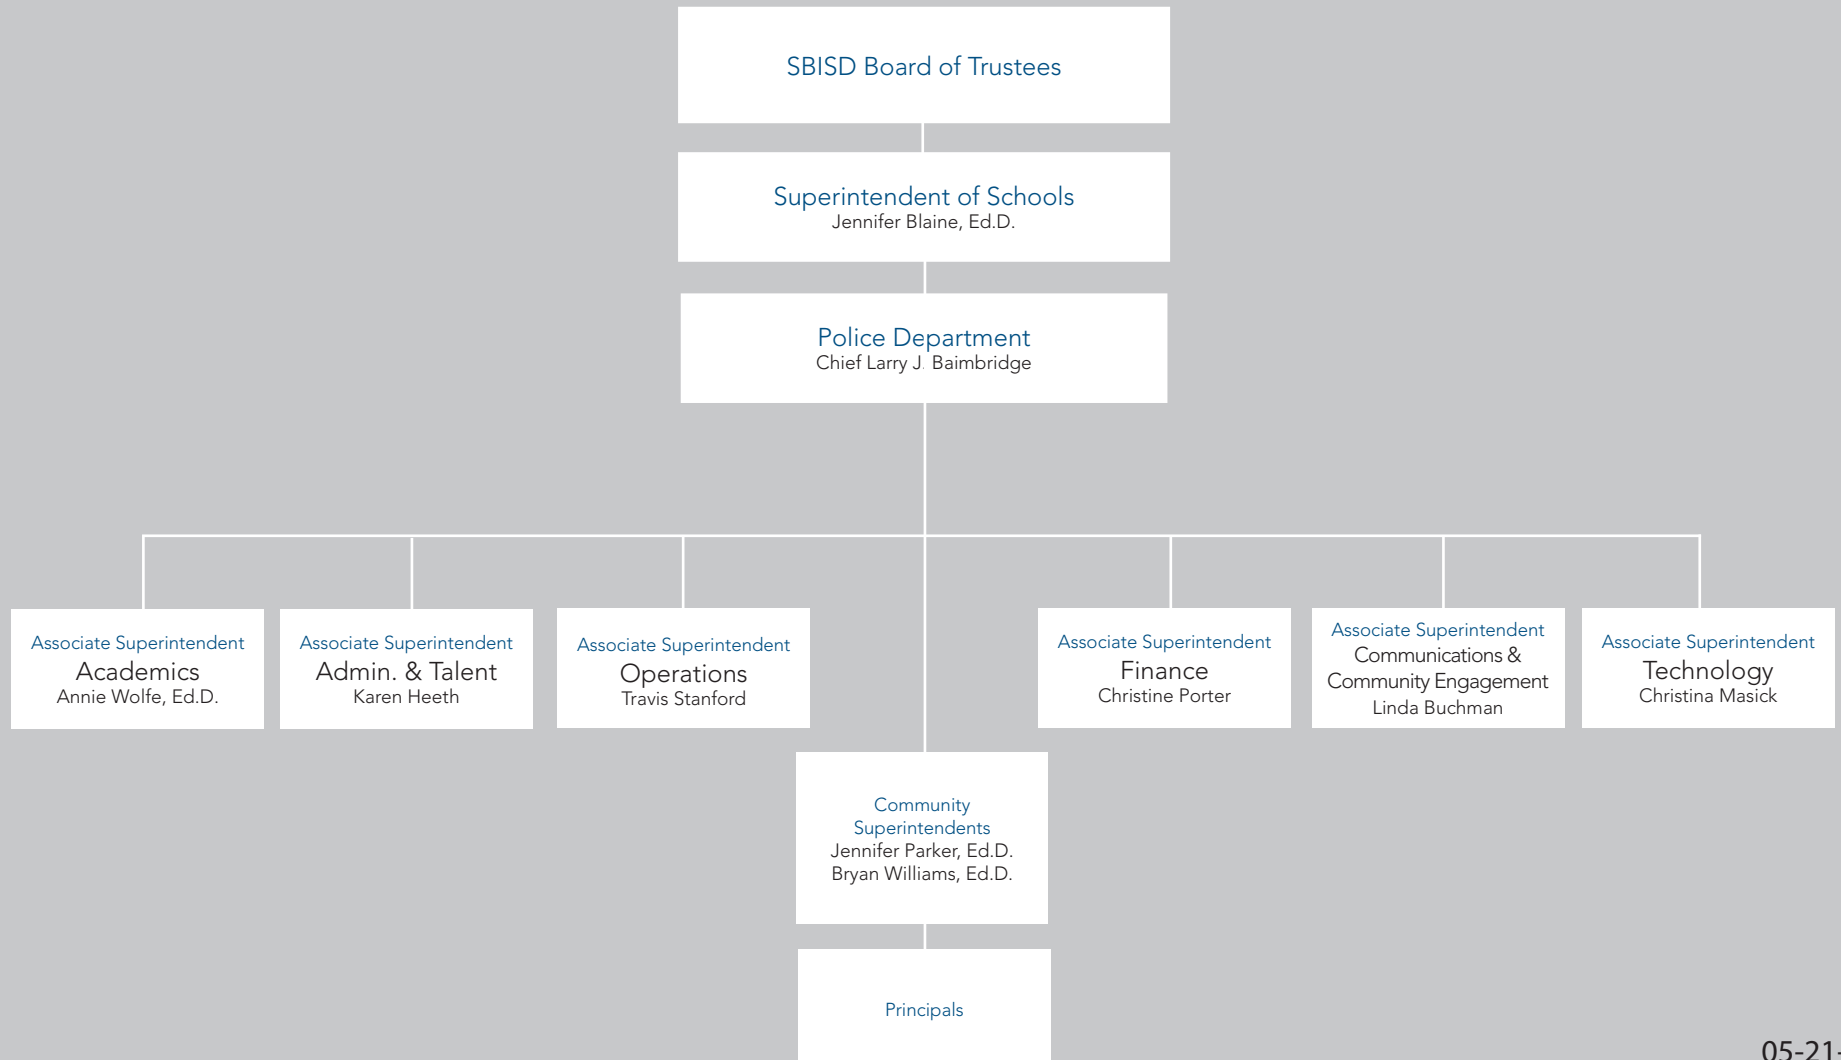 SBISD Board of Trustees
Superintendent of Schools
Jennifer Blaine, Ed.D.
Police Department
Chief Larry J. Baimbridge
Associate Superintendent
Academics
Annie Wolfe, Ed.D.
Associate Superintendent
Admin. & Talent
Karen Heeth
Associate Superintendent
Operations
Travis Stanford
Associate Superintendent
Finance
Christine Porter
Associate Superintendent
Communications &
Community Engagement
Linda Buchman
Associate Superintendent
Technology
Christina Masick
Community
Superintendents
Jennifer Parker, Ed.D.
Bryan Williams, Ed.D.
Principals
05-21-